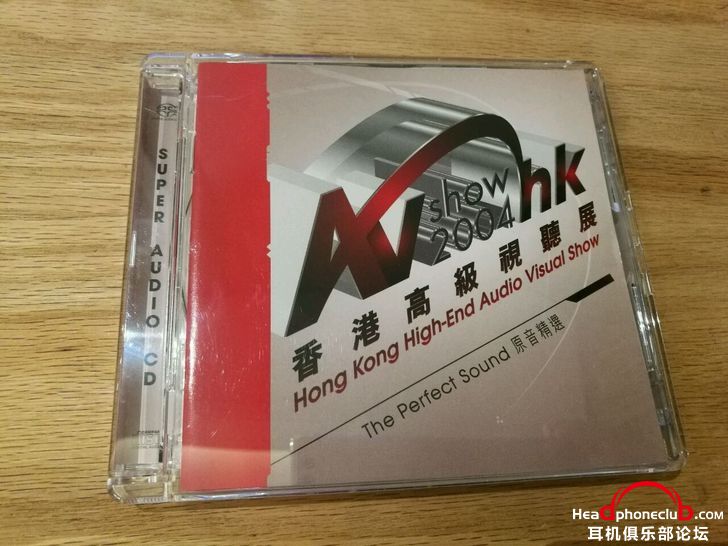 SUPER AUDIO CD
AV show 2004 hk
香港高級視聽展
Hong Kong High-End Audio Visual Show
The Perfect Sound 原音精選
Headphoneclub.com
耳机俱乐部论坛